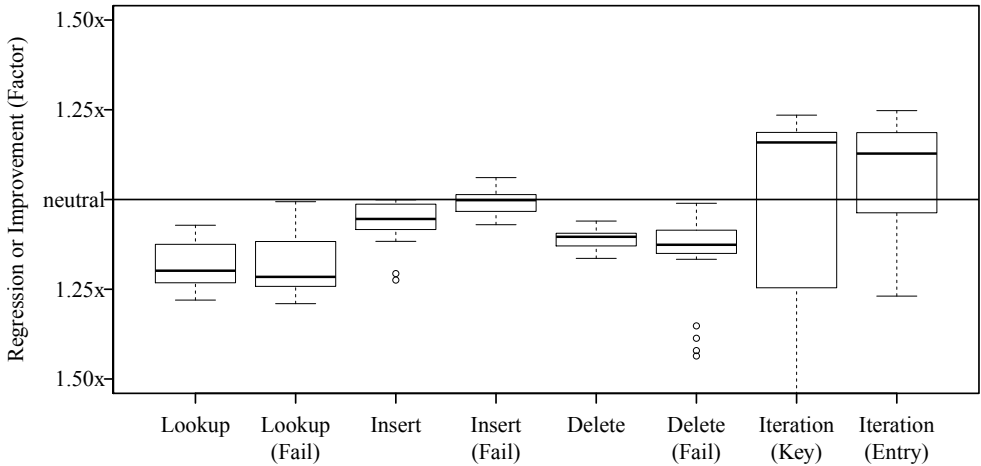 Regression or Improvement (Factor)
1.50x
1.25x
neutral
1.25x
1.50x
Lookup
Lookup
(Fail)
Insert
Insert
(Fail)
Delete
Delete
(Fail)
Iteration
(Key)
Iteration
(Entry)